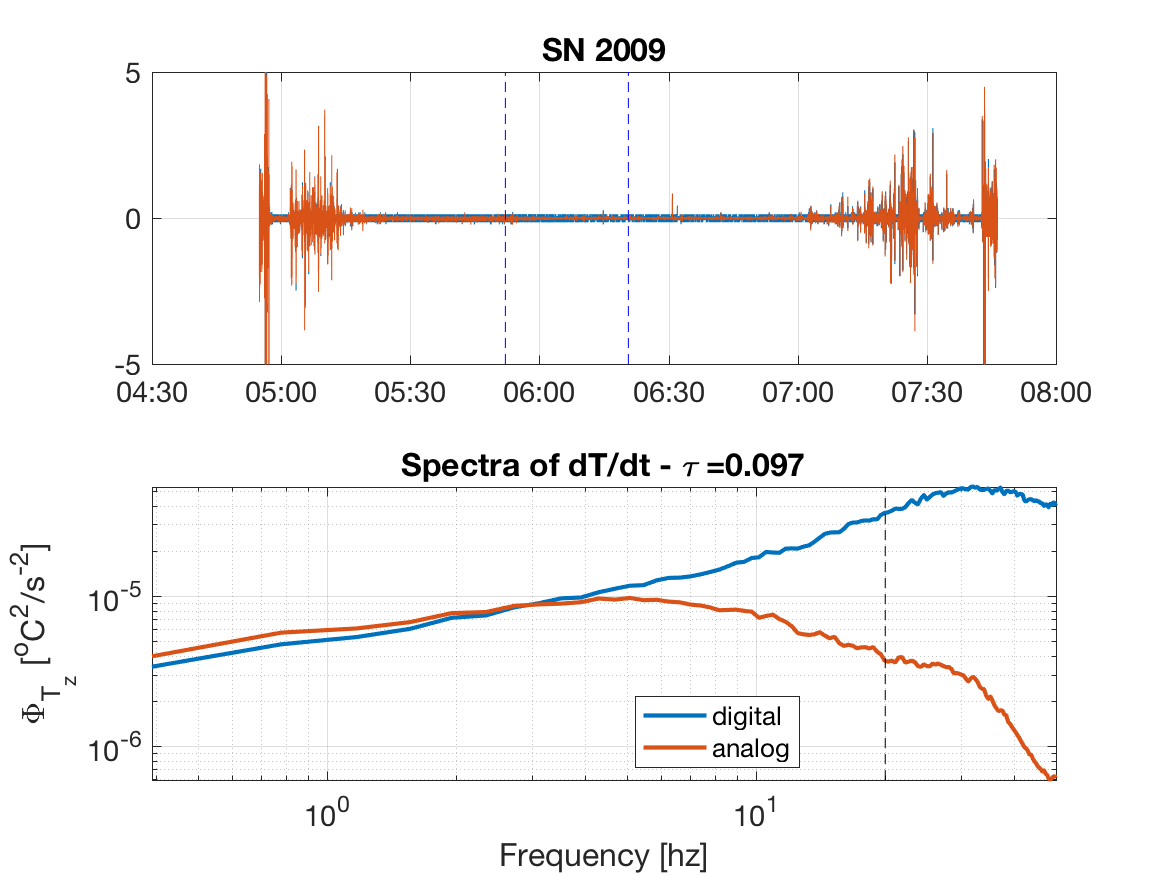 SN 2009
5
0
-5
04:30 05:00 05:30 06:00 06:30 07:00 07:30 08:00
Spectra of dT/dt - τ =0.097
Φ_{T_z} [°C²/s⁻²]
10⁻⁵
10⁻⁶
digital
analog
10⁰ 10¹
Frequency [hz]